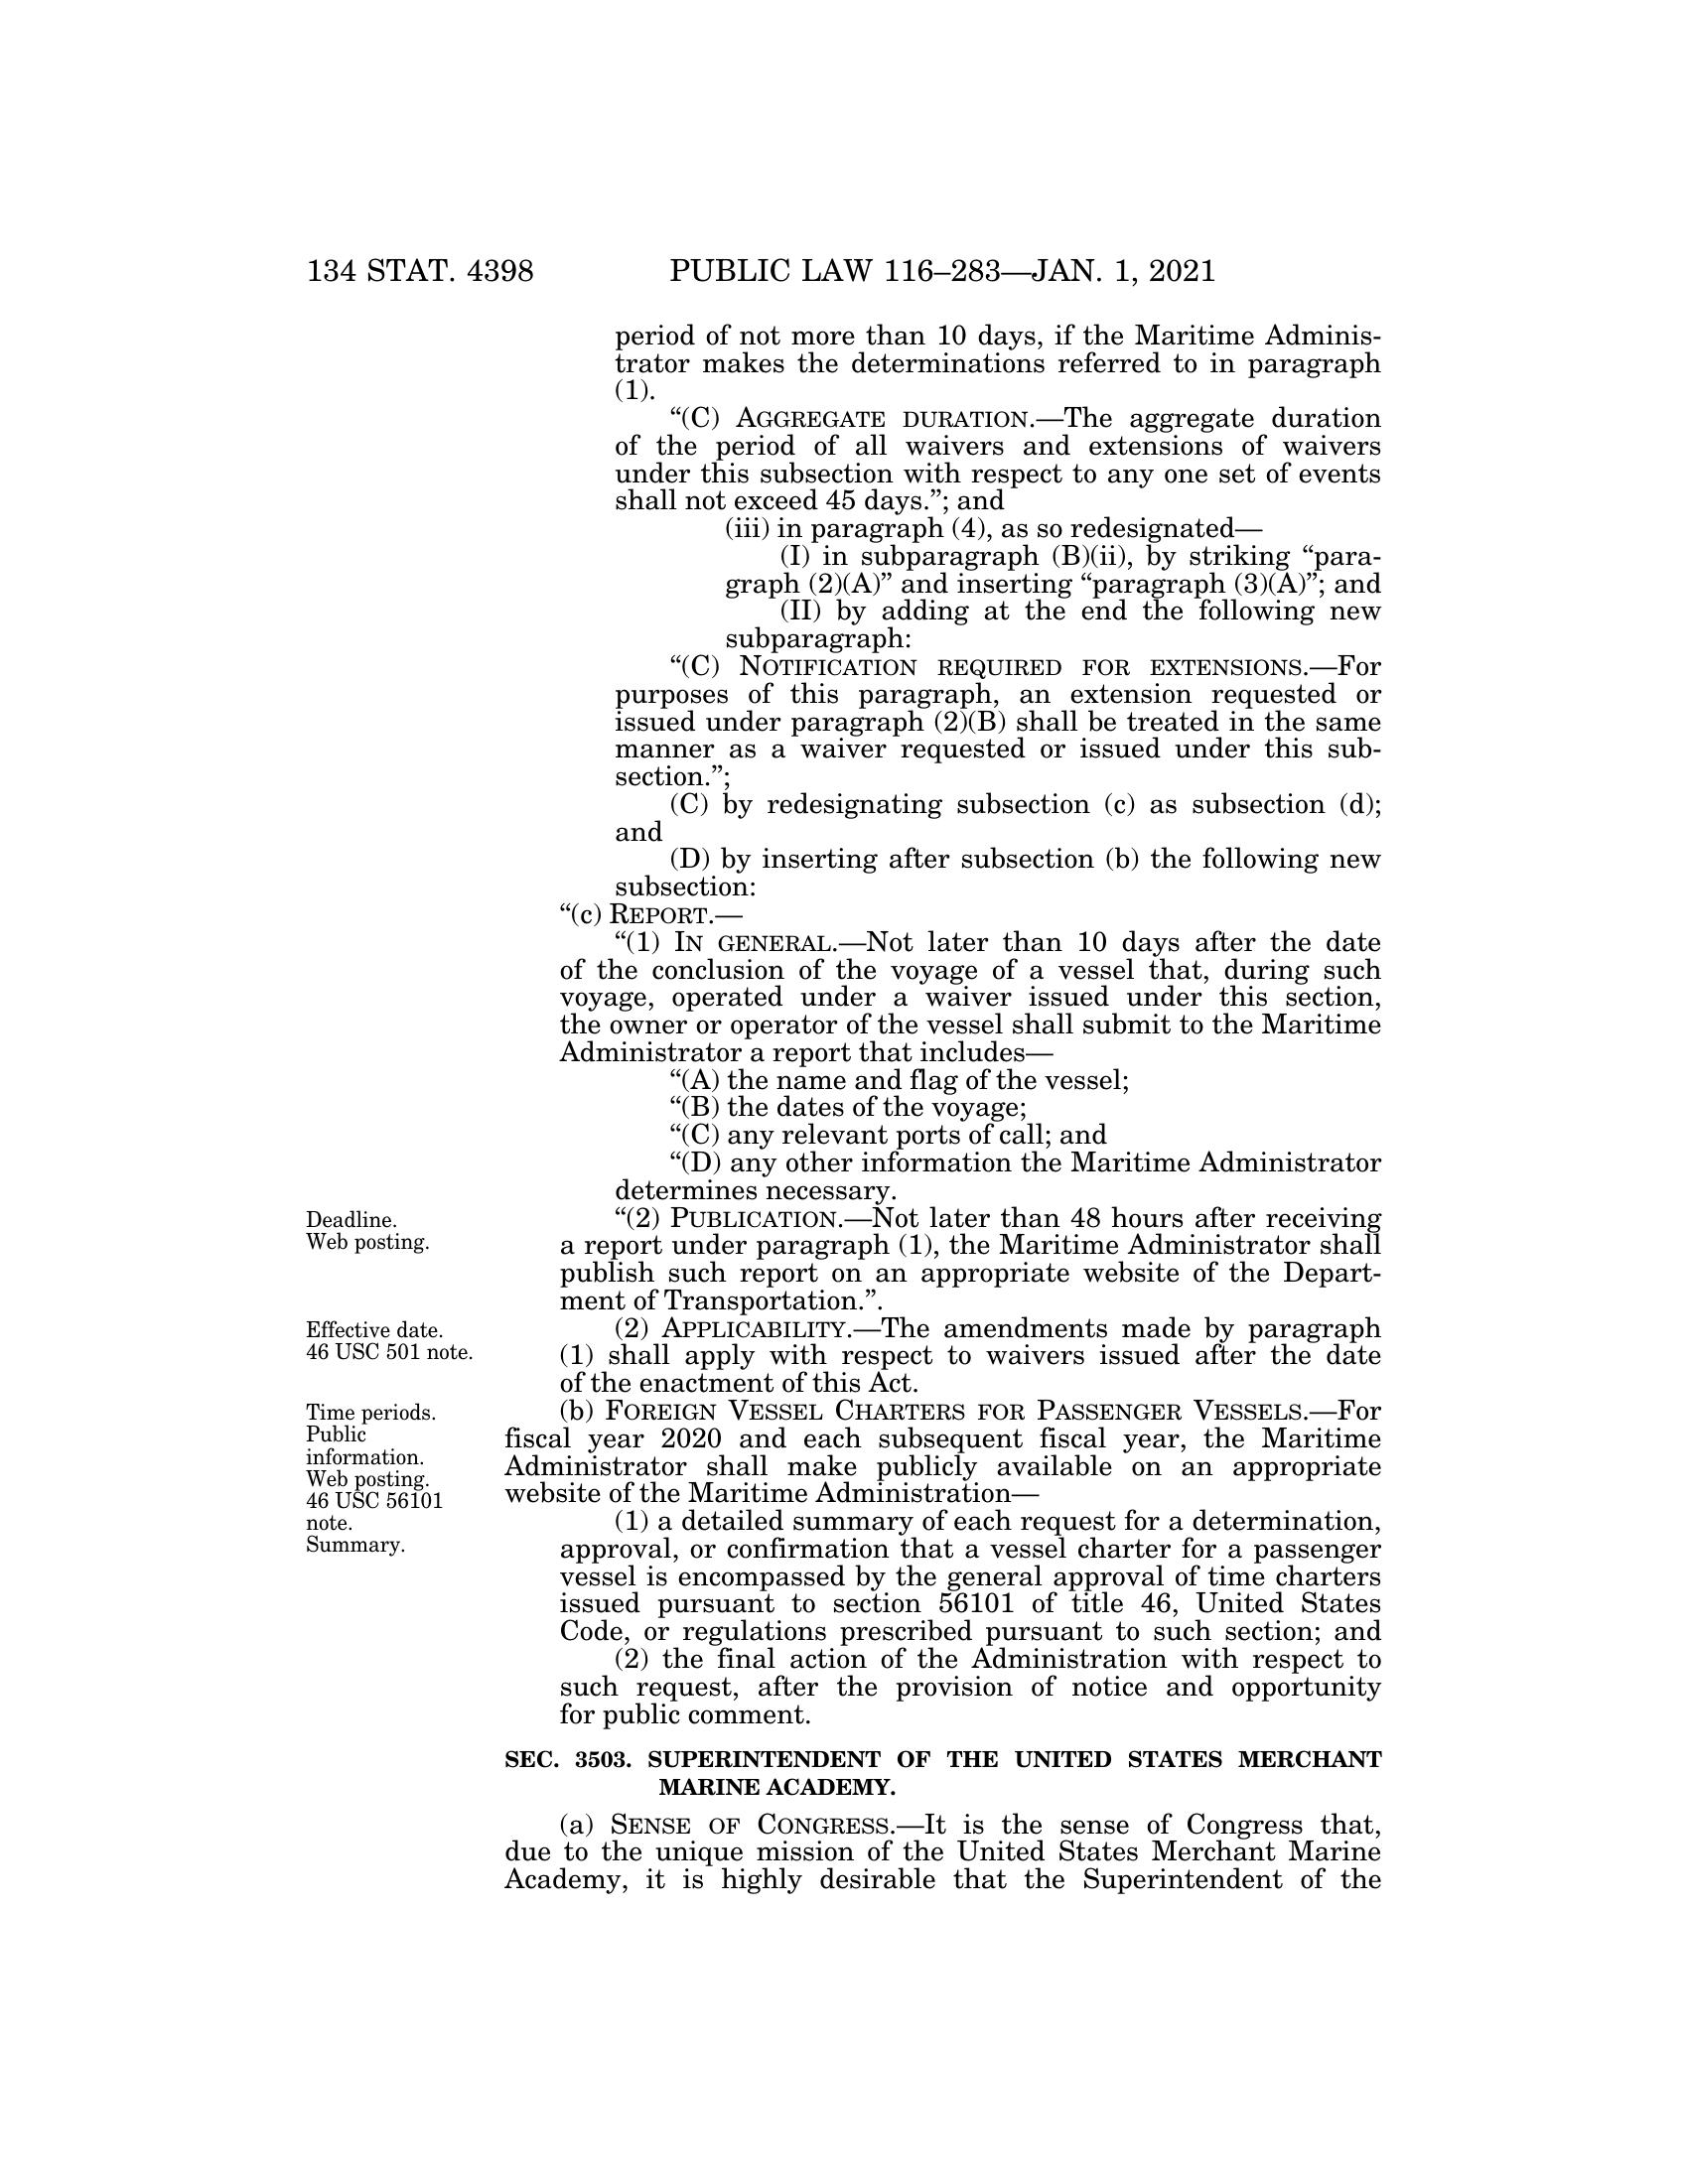 134 STAT. 4398 PUBLIC LAW 116–283—JAN. 1, 2021
period of not more than 10 days, if the Maritime Adminis-
trator makes the determinations referred to in paragraph
(1).
“(C) AGGREGATE DURATION.—The aggregate duration
of the period of all waivers and extensions of waivers
under this subsection with respect to any one set of events
shall not exceed 45 days.”; and
(iii) in paragraph (4), as so redesignated—
(I) in subparagraph (B)(ii), by striking “para-
graph (2)(A)” and inserting “paragraph (3)(A)”; and
(II) by adding at the end the following new
subparagraph:
“(C) NOTIFICATION REQUIRED FOR EXTENSIONS.—For
purposes of this paragraph, an extension requested or
issued under paragraph (2)(B) shall be treated in the same
manner as a waiver requested or issued under this sub-
section.”;
(C) by redesignating subsection (c) as subsection (d);
and
(D) by inserting after subsection (b) the following new
subsection:
“(c) REPORT.—
“(1) IN GENERAL.—Not later than 10 days after the date
of the conclusion of the voyage of a vessel that, during such
voyage, operated under a waiver issued under this section,
the owner or operator of the vessel shall submit to the Maritime
Administrator a report that includes—
“(A) the name and flag of the vessel;
“(B) the dates of the voyage;
“(C) any relevant ports of call; and
“(D) any other information the Maritime Administrator
determines necessary.
Deadline.
Web posting.
“(2) PUBLICATION.—Not later than 48 hours after receiving
a report under paragraph (1), the Maritime Administrator shall
publish such report on an appropriate website of the Depart-
ment of Transportation.”.
Effective date.
46 USC 501 note.
(2) APPLICABILITY.—The amendments made by paragraph
(1) shall apply with respect to waivers issued after the date
of the enactment of this Act.
Time periods.
Public
information.
Web posting.
46 USC 56101
note.
Summary.
(b) FOREIGN VESSEL CHARTERS FOR PASSENGER VESSELS.—For
fiscal year 2020 and each subsequent fiscal year, the Maritime
Administrator shall make publicly available on an appropriate
website of the Maritime Administration—
(1) a detailed summary of each request for a determination,
approval, or confirmation that a vessel charter for a passenger
vessel is encompassed by the general approval of time charters
issued pursuant to section 56101 of title 46, United States
Code, or regulations prescribed pursuant to such section; and
(2) the final action of the Administration with respect to
such request, after the provision of notice and opportunity
for public comment.
SEC. 3503. SUPERINTENDENT OF THE UNITED STATES MERCHANT
MARINE ACADEMY.
(a) SENSE OF CONGRESS.—It is the sense of Congress that,
due to the unique mission of the United States Merchant Marine
Academy, it is highly desirable that the Superintendent of the